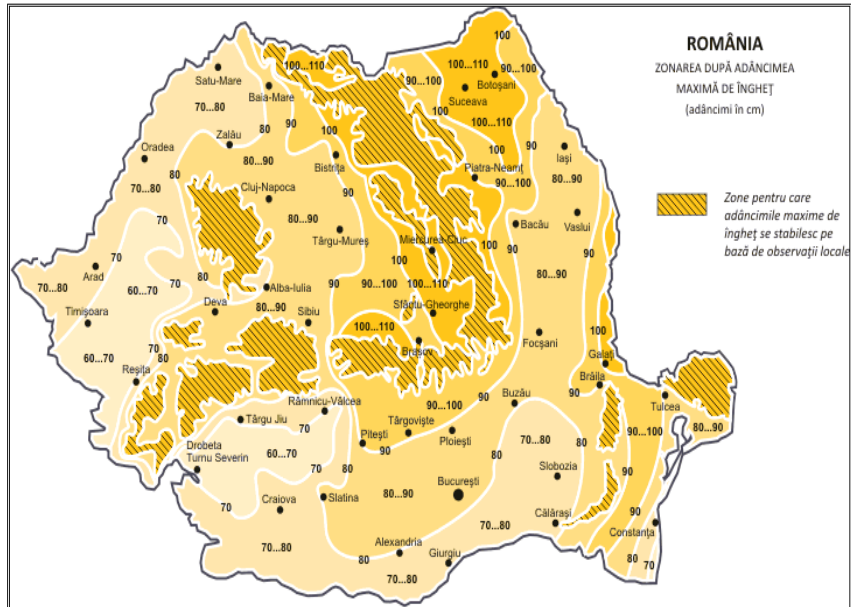 ROMÂNIA
ZONAREA DUPĂ ADÂNCIMEA
MAXIMĂ DE ÎNGHEȚ
(adâncimi în cm)
Zone pentru care
adâncimile maxime de
îngheț se stabilesc pe
bază de observații locale
100
100...110
90...100
100
100...110
90...100
Satu-Mare
Botoșani
Baia-Mare
Suceava
70...80
100
100...110
80
90
100
Zalău
90
Oradea
80...90
Bistrița
100
Iași
70...80
80
Piatra-Neamț
80...90
90...100
Cluj-Napoca
90
70
80...90
100
Vaslui
Bacău
Târgu-Mureș
Miercurea-Ciuc
100
90
90
70
70
Arad
90
80...90
70...80
80
90...100
100...110
60...70
Alba-Iulia
Deva
80...90
Sfântu-Gheorghe
Timișoara
Sibiu
100...110
100
70
Brașov
Focșani
60...70
80
Galați
Reșița
90
Brăila
Râmnicu-Vâlcea
Buzău
Tulcea
90...100
Târgu Jiu
70
Târgoviște
80
80...90
Pitești
90
Ploiești
70...80
90...100
Drobeta
Turnu Severin
60...70
80
90
70
80
Slobozia
București
80...90
70
Craiova
Slatina
Călărași
90
70...80
Constanța
70...80
Alexandria
80
Giurgiu
80
70
70...80